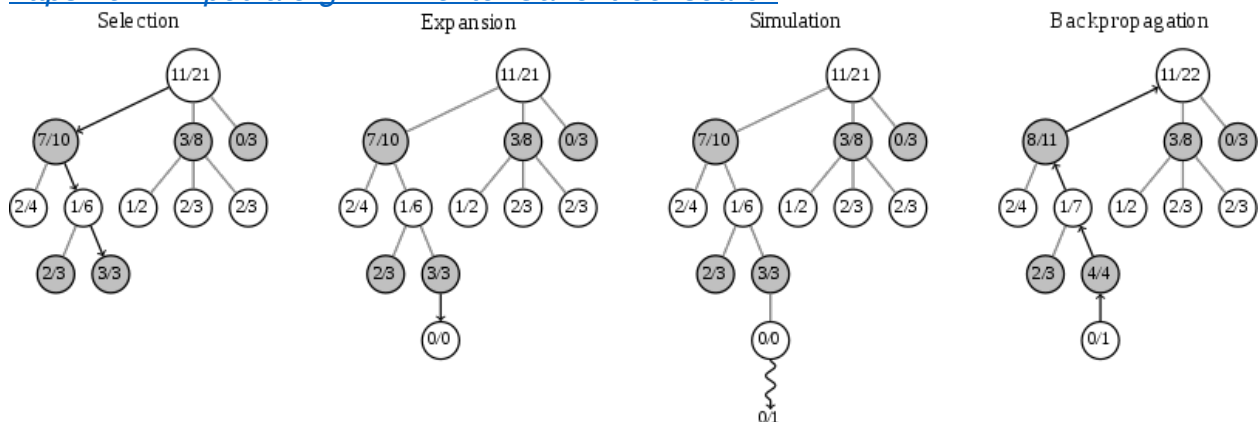 Selection Expansion Simulation Backpropagation
11/21 11/21 11/21 11/22
7/10 3/8 0/3 7/10 3/8 0/3 7/10 3/8 0/3 8/11 3/8 0/3
2/4 1/6 1/2 2/3 2/3 2/4 1/6 1/2 2/3 2/3 2/4 1/6 1/2 2/3 2/3 2/4 1/7 1/2 2/3 2/3
2/3 3/3 2/3 3/3 2/3 3/3 2/3 4/4
0/0 0/0 0/1
0/1